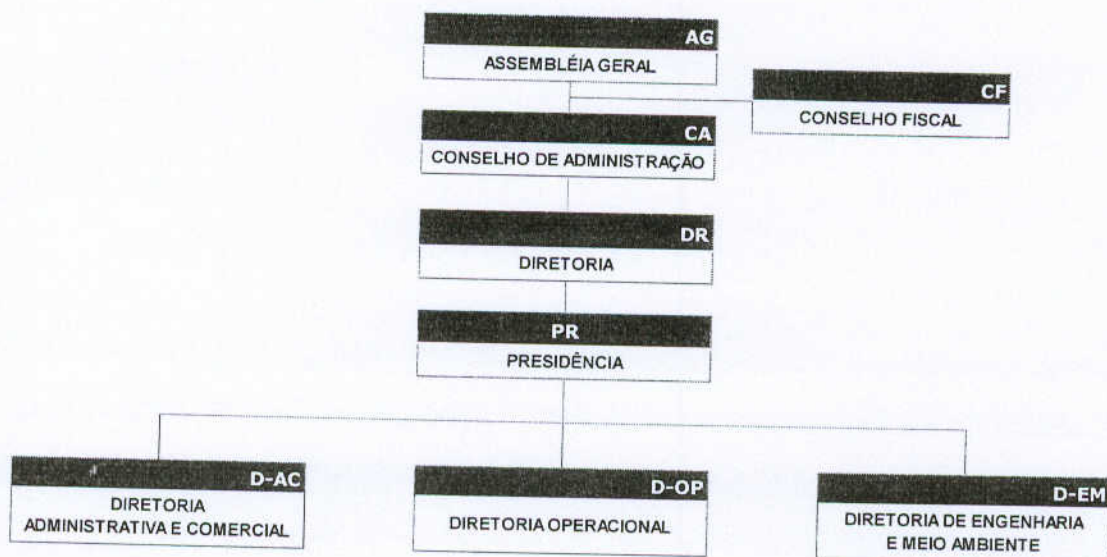 AG
ASSEMBLÉIA GERAL
CF
CONSELHO FISCAL
CA
CONSELHO DE ADMINISTRAÇÃO
DR
DIRETORIA
PR
PRESIDÊNCIA
D-AC
DIRETORIA
ADMINISTRATIVA E COMERCIAL
D-OP
DIRETORIA OPERACIONAL
D-EM
DIRETORIA DE ENGENHARIA
E MEIO AMBIENTE